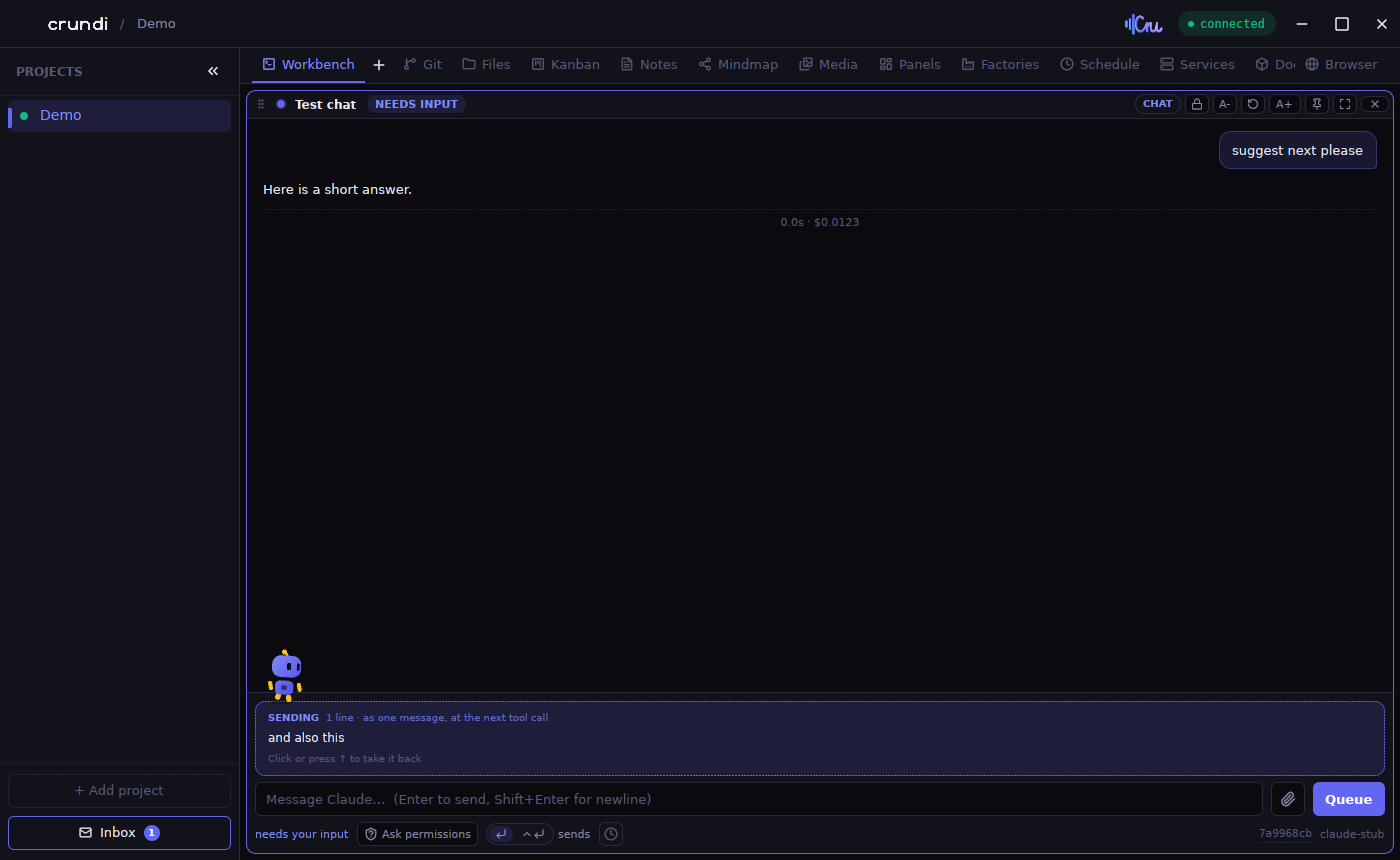 crundi / Demo
Cru
connected
PROJECTS
Workbench
Git
Files
Kanban
Notes
Mindmap
Media
Panels
Factories
Schedule
Services
Browser
Demo
Test chat NEEDS INPUT
CHAT
A-
A+
suggest next please
Here is a short answer.
0.0s · $0.0123
SENDING 1 line · as one message, at the next tool call
and also this
Click or press ↑ to take it back
+ Add project
Message Claude... (Enter to send, Shift+Enter for newline)
Queue
Inbox 1
needs your input
Ask permissions
sends
7a9968cb claude-stub